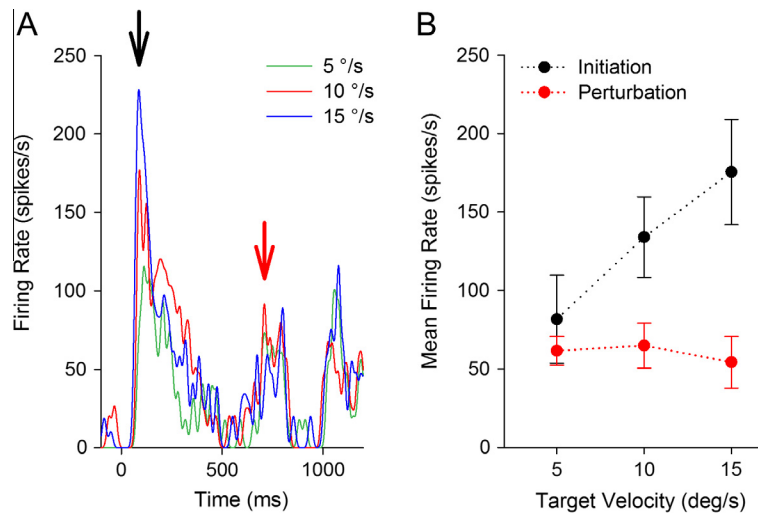 A
Firing Rate (spikes/s)
250
200
150
100
50
0
5 °/s
10 °/s
15 °/s
0
500
1000
Time (ms)
B
Mean Firing Rate (spikes/s)
250
200
150
100
50
0
Initiation
Perturbation
5
10
15
Target Velocity (deg/s)